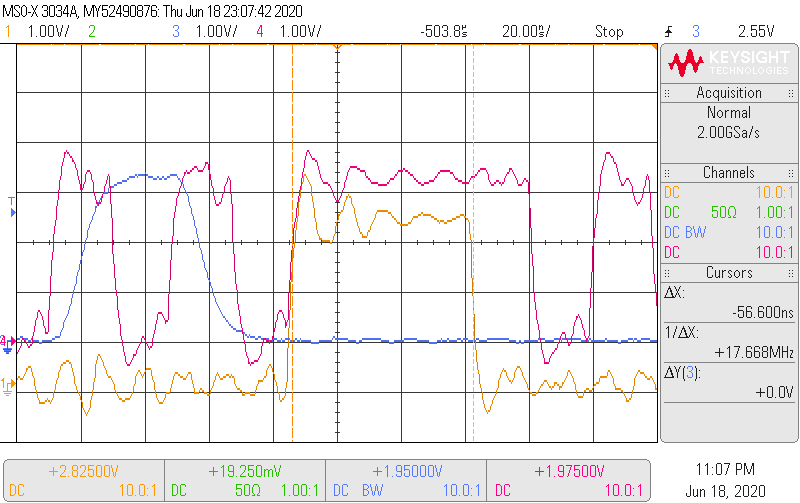 MSO-X 3034A, MY52490876: Thu Jun 18 23:07:42 2020
1 1.00V/ 2 3 1.00V/ 4 1.00V/ -503.8s 20.00s/ Stop 3 2.55V
KEYSIGHT
TECHNOLOGIES
Acquisition
Normal
2.00GSa/s
Channels
DC 10.0:1
DC 50Ω 1.00:1
DC BW 10.0:1
DC 10.0:1
Cursors
ΔX:
-56.600ns
1/ΔX:
+17.668MHz
ΔY(3):
+0.0V
T
4
1
+2.82500V
DC 10.0:1
+19.250mV
DC 50Ω 1.00:1
+1.95000V
DC BW 10.0:1
+1.97500V
DC 10.0:1
11:07 PM
Jun 18, 2020